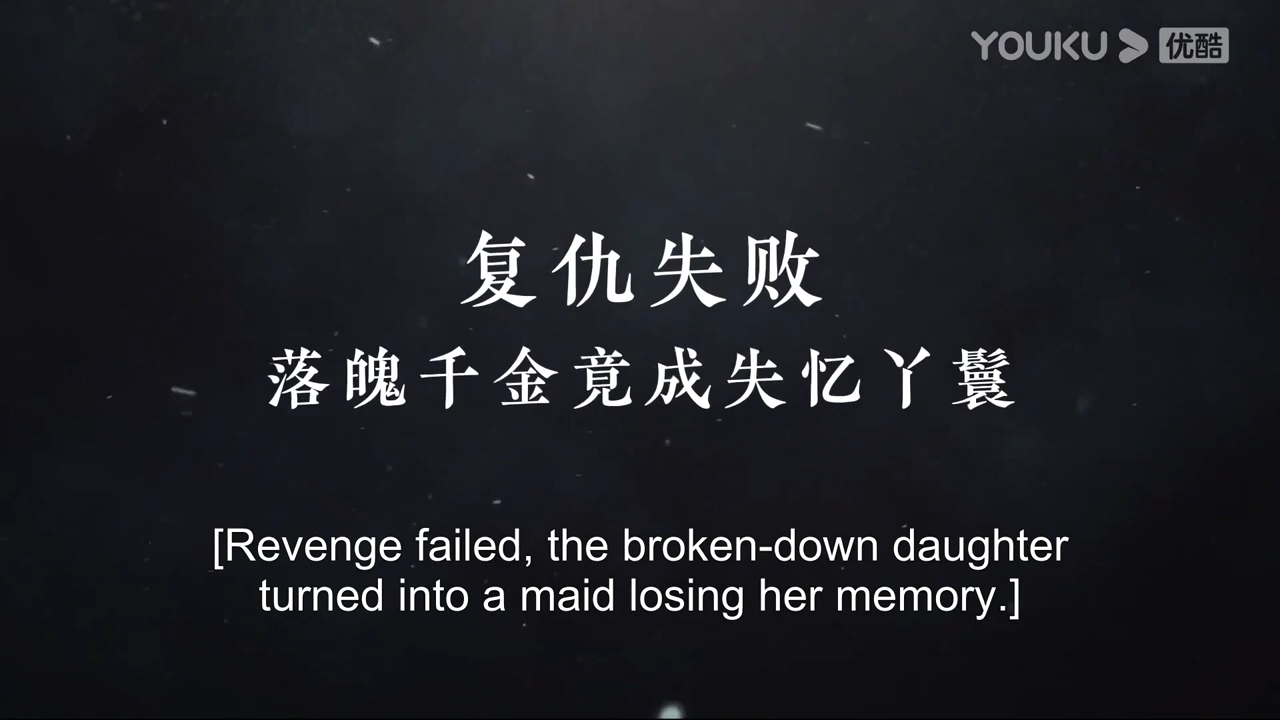 YOUKU 优酷
复仇失败
落魄千金竟成失忆丫鬟
[Revenge failed, the broken-down daughter
turned into a maid losing her memory.]